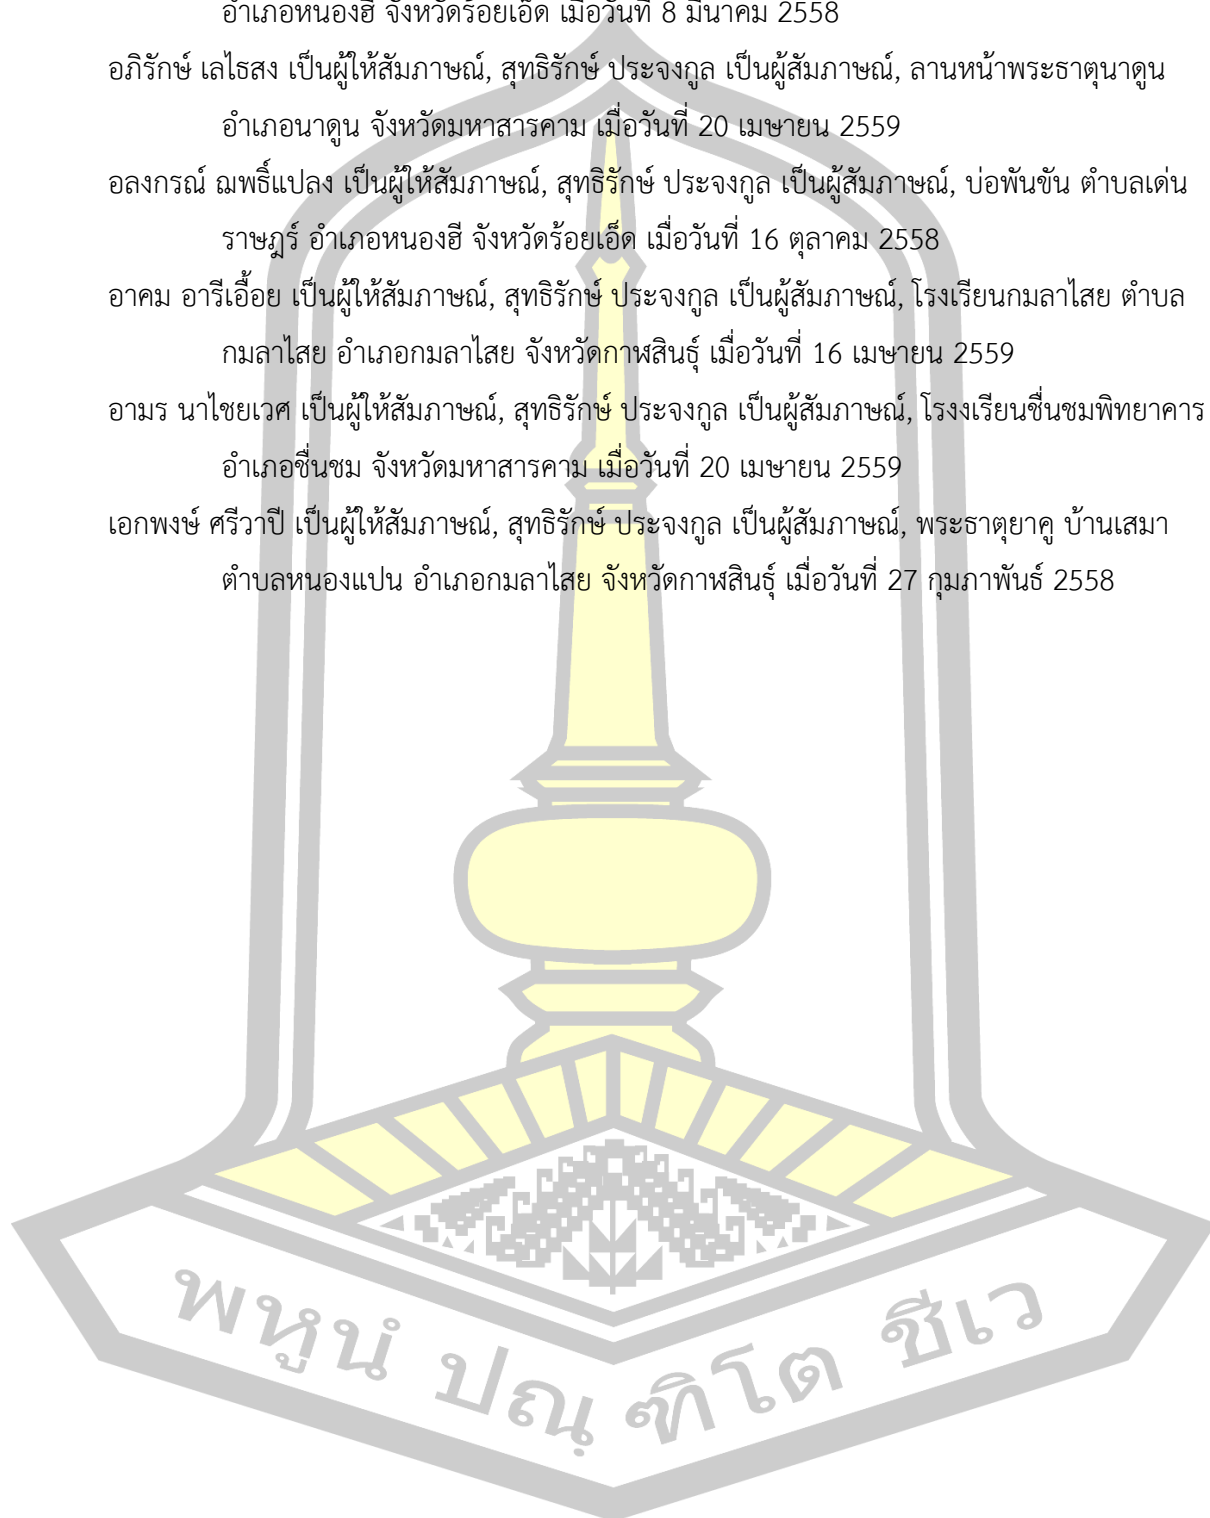 อำเภอหนองฮี จังหวัดร้อยเอ็ด เมื่อวันที่ 8 มีนาคม 2558
อภิรักษ์ เลไธสง เป็นผู้ให้สัมภาษณ์, สุทธิรักษ์ ประจงกูล เป็นผู้สัมภาษณ์, ลานหน้าพระธาตุนาดูน
อำเภอนาดูน จังหวัดมหาสารคาม เมื่อวันที่ 20 เมษายน 2559
อลงกรณ์ ฌพธิ์แปลง เป็นผู้ให้สัมภาษณ์, สุทธิรักษ์ ประจงกูล เป็นผู้สัมภาษณ์, บ่อพันขัน ตำบลเด่น
ราษฎร์ อำเภอหนองฮี จังหวัดร้อยเอ็ด เมื่อวันที่ 16 ตุลาคม 2558
อาคม อารีเอื้อย เป็นผู้ให้สัมภาษณ์, สุทธิรักษ์ ประจงกูล เป็นผู้สัมภาษณ์, โรงเรียนกมลาไสย ตำบล
กมลาไสย อำเภอกมลาไสย จังหวัดกาฬสินธุ์ เมื่อวันที่ 16 เมษายน 2559
อามร นาไชยเวศ เป็นผู้ให้สัมภาษณ์, สุทธิรักษ์ ประจงกูล เป็นผู้สัมภาษณ์, โรงงเรียนชื่นชมพิทยาคาร
อำเภอชื่นชม จังหวัดมหาสารคาม เมื่อวันที่ 20 เมษายน 2559
เอกพงษ์ ศรีวาปี เป็นผู้ให้สัมภาษณ์, สุทธิรักษ์ ประจงกูล เป็นผู้สัมภาษณ์, พระธาตุยาคู บ้านเสมา
ตำบลหนองแปน อำเภอกมลาไสย จังหวัดกาฬสินธุ์ เมื่อวันที่ 27 กุมภาพันธ์ 2558
พหูนํ ปณฺฑิโต ชีเว